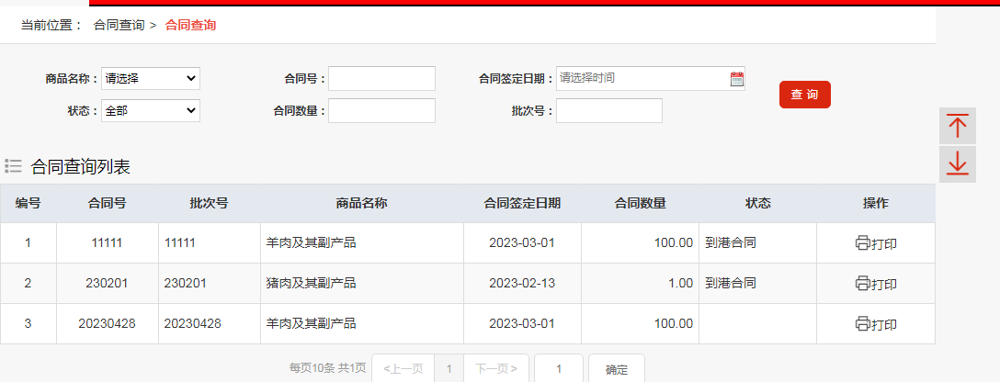 当前位置： 合同查询 > 合同查询
商品名称： 请选择 合同号： 合同签定日期： 请选择时间
查 询
状态： 全部 合同数量： 批次号：
合同查询列表
编号 合同号 批次号 商品名称 合同签定日期 合同数量 状态 操作
1 11111 11111 羊肉及其副产品 2023-03-01 100.00 到港合同 打印
2 230201 230201 猪肉及其副产品 2023-02-13 1.00 到港合同 打印
3 20230428 20230428 羊肉及其副产品 2023-03-01 100.00 打印
每页10条 共1页 <上一页 1 下一页> 1 确定